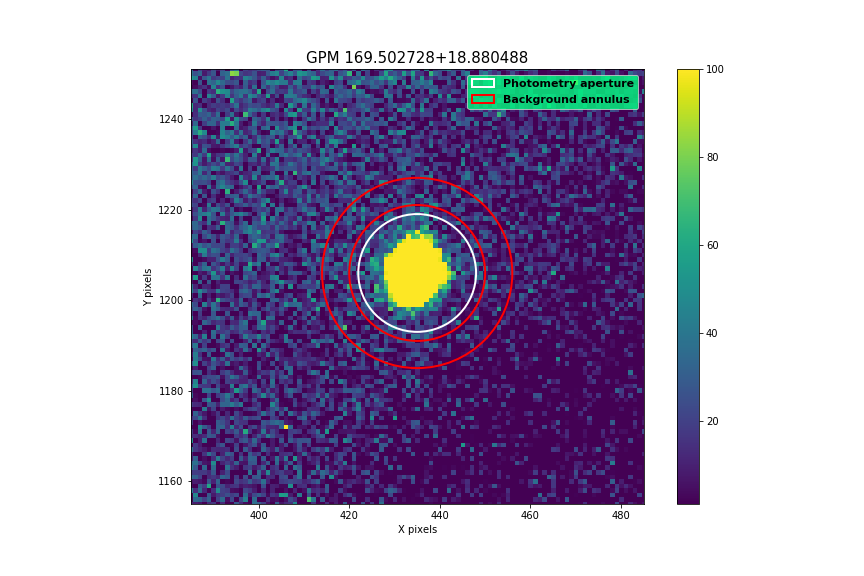 GPM 169.502728+18.880488
Photometry aperture
Background annulus
100
80
60
40
20
1240
1220
1200
1180
1160
Y pixels
400 420 440 460 480
X pixels